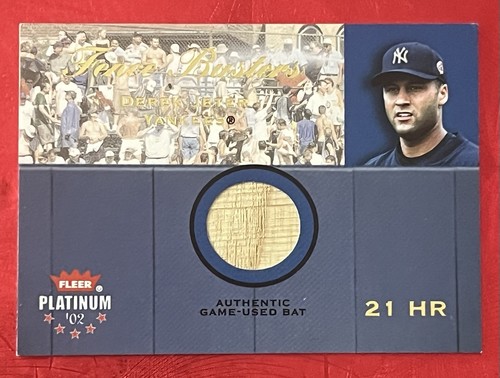 Fence Busters
DEREK JETER
YANKEES®
FLEER®
PLATINUM
'02
AUTHENTIC
GAME-USED BAT
21 HR
NY